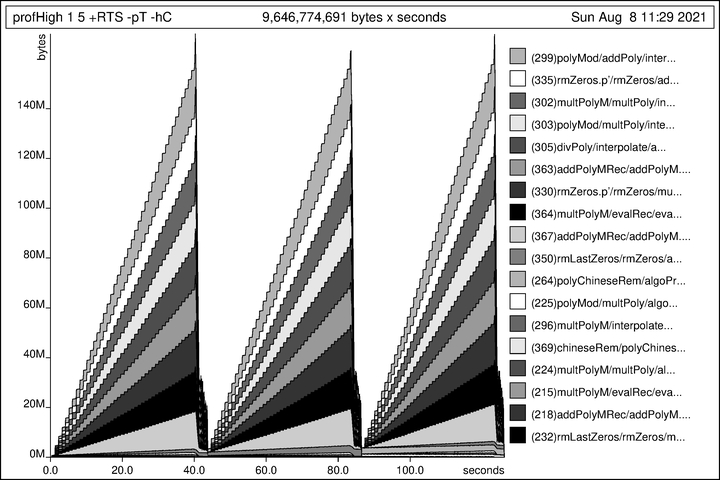 profHigh 1 5 +RTS -pT -hC
9,646,774,691 bytes x seconds
Sun Aug 8 11:29 2021
bytes
140M
120M
100M
80M
60M
40M
20M
0M
0.0 20.0 40.0 60.0 80.0 100.0 seconds
(299)polyMod/addPoly/inter...
(335)rmZeros.p'/rmZeros/ad...
(302)multPolyM/multPoly/in...
(303)polyMod/multPoly/inte...
(305)divPoly/interpolate/a...
(363)addPolyMRec/addPolyM....
(330)rmZeros.p'/rmZeros/mu...
(364)multPolyM/evalRec/eva...
(367)addPolyMRec/addPolyM....
(350)rmLastZeros/rmZeros/a...
(264)polyChineseRem/algoPr...
(225)polyMod/multPoly/algo...
(296)multPolyM/interpolate...
(369)chineseRem/polyChines...
(224)multPolyM/multPoly/al...
(215)multPolyM/evalRec/eva...
(218)addPolyMRec/addPolyM....
(232)rmLastZeros/rmZeros/m...